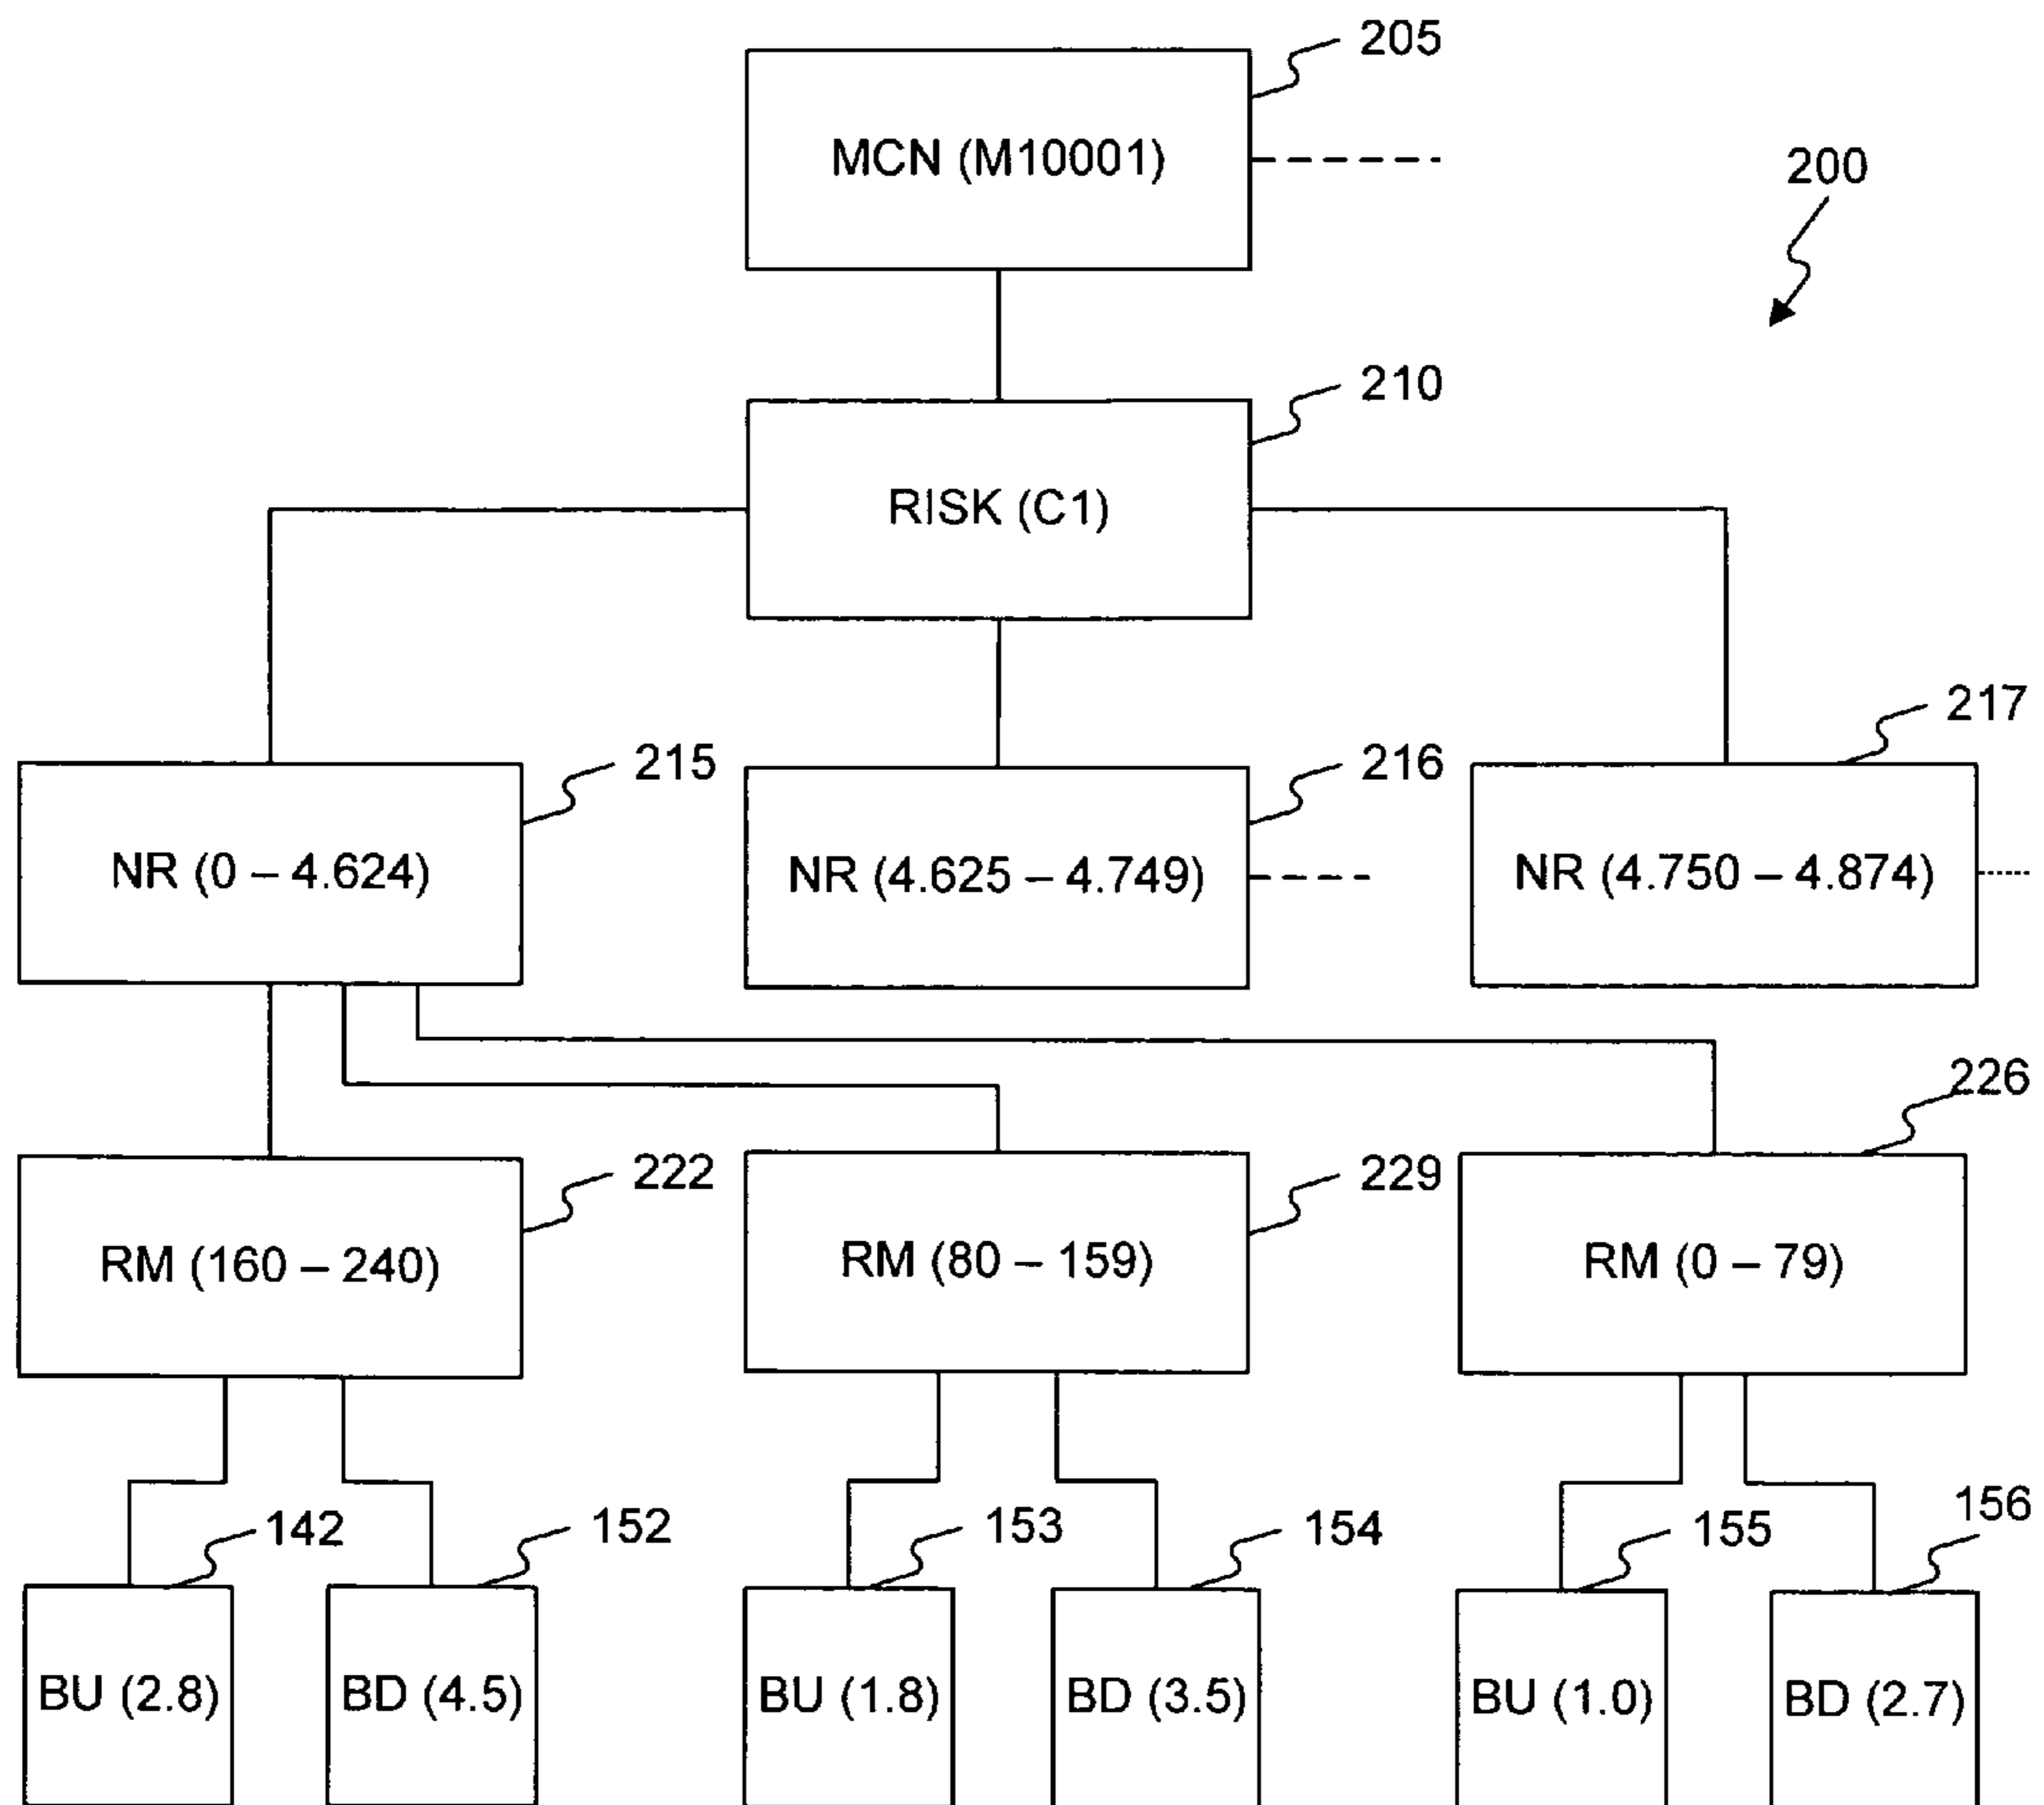 205
MCN (M10001)
200
210
RISK (C1)
217
215
216
NR (0 – 4.624)
NR (4.625 – 4.749)
NR (4.750 – 4.874)
226
222
229
RM (160 – 240)
RM (80 – 159)
RM (0 – 79)
142
152
153
154
155
156
BU (2.8)
BD (4.5)
BU (1.8)
BD (3.5)
BU (1.0)
BD (2.7)